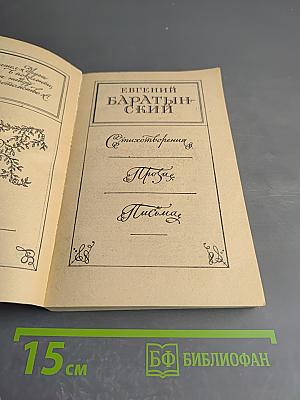 ЕВГЕНИЙ
БАРАТЫН-
СКИЙ
Стихотворения
Проза
Письма
15 см
БФ БИБЛИОФАН